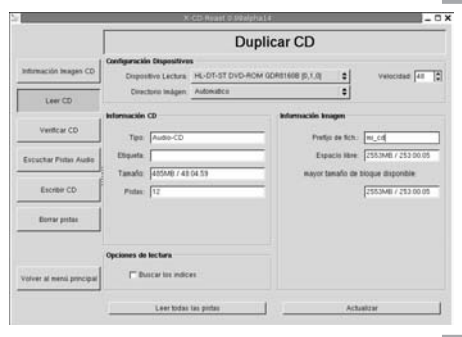 X-CD-Roast 0.98alpha14
Duplicar CD
Información Imagen CD
Leer CD
Verificar CD
Escuchar Pistas Audio
Escribir CD
Borrar pistas
Volver al menú principal
Configuración Dispositivos
Dispositivo Lectura: HL-DT-ST DVD-ROM GDR8160B [0,1,0] Velocidad: 48
Directorio Imágen: Automatico
Información CD
Tipo: Audio-CD
Etiqueta:
Tamaño: 485MB / 48:04.59
Pistas: 12
Información Imagen
Prefijo de fich.: mi_cd
Espacio libre: 2553MB / 253:00.05
mayor tamaño de bloque disponible:
2553MB / 253:00.05
Opciones de lectura
Buscar los indices
Leer todas las pistas
Actualizar